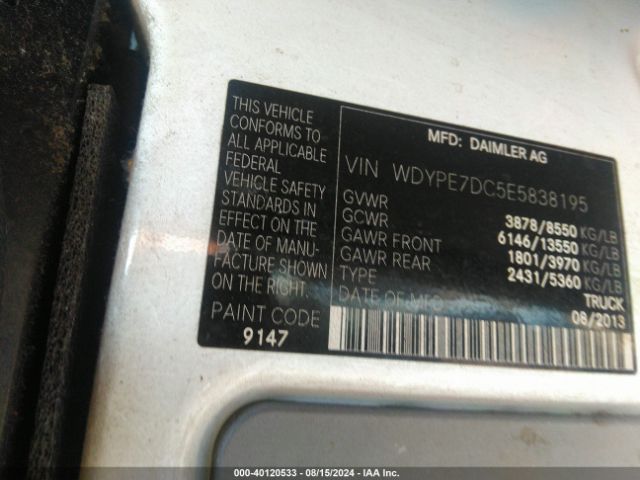 THIS VEHICLE
CONFORMS TO
ALL APPLICABLE
FEDERAL
VEHICLE SAFETY
STANDARDS IN
EFFECT ON THE
DATE OF MANU-
FACTURE SHOWN
ON THE RIGHT.
PAINT CODE
9147
MFD: DAIMLER AG
VIN WDYPE7DC5E5838195
GVWR 3878/8550 KG/LB
GCWR 6146/13550 KG/LB
GAWR FRONT 1801/3970 KG/LB
GAWR REAR 2431/5360 KG/LB
TYPE TRUCK
DATE OF MFG 08/2013
000-40120533 - 08/15/2024 - IAA Inc.